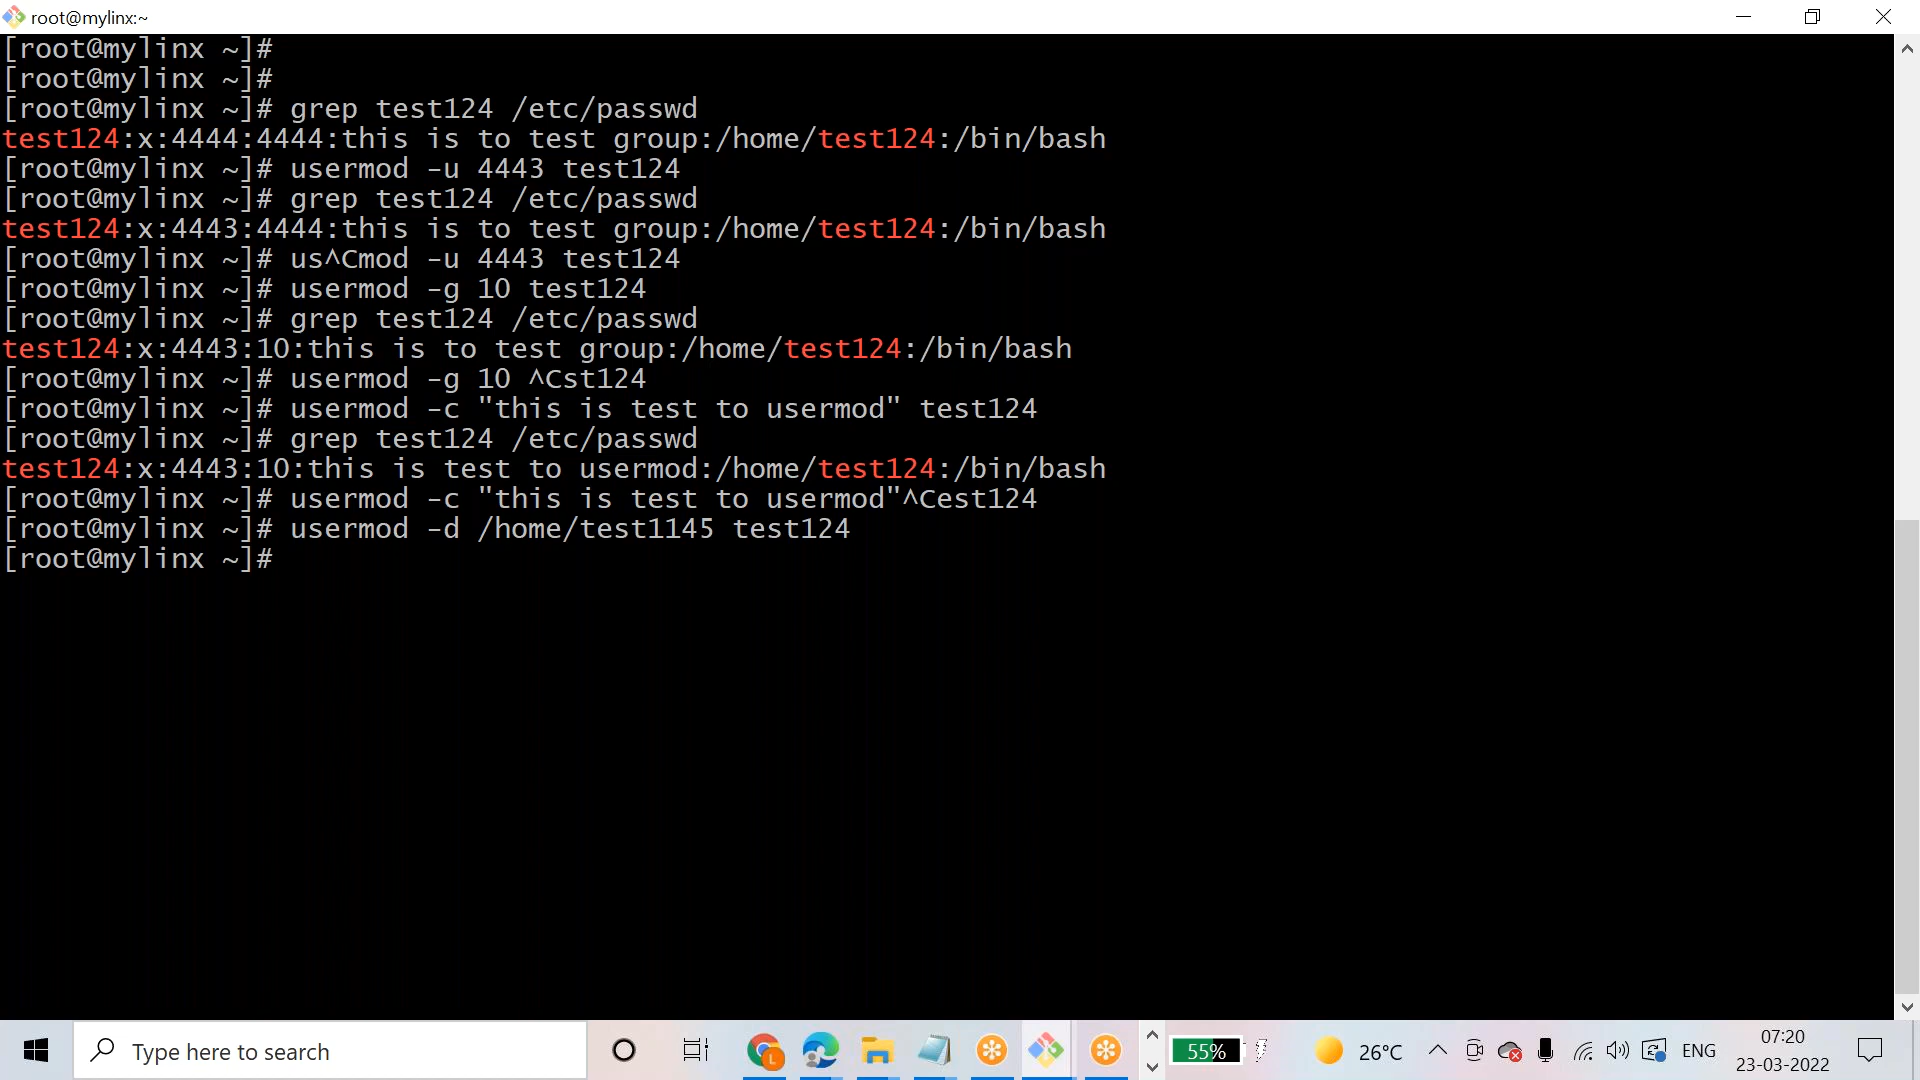 root@mylinx:~
[root@mylinx ~]#
[root@mylinx ~]#
[root@mylinx ~]# grep test124 /etc/passwd
test124:x:4444:4444:this is to test group:/home/test124:/bin/bash
[root@mylinx ~]# usermod -u 4443 test124
[root@mylinx ~]# grep test124 /etc/passwd
test124:x:4443:4444:this is to test group:/home/test124:/bin/bash
[root@mylinx ~]# us^Cmod -u 4443 test124
[root@mylinx ~]# usermod -g 10 test124
[root@mylinx ~]# grep test124 /etc/passwd
test124:x:4443:10:this is to test group:/home/test124:/bin/bash
[root@mylinx ~]# usermod -g 10 ^Cst124
[root@mylinx ~]# usermod -c "this is test to usermod" test124
[root@mylinx ~]# grep test124 /etc/passwd
test124:x:4443:10:this is test to usermod:/home/test124:/bin/bash
[root@mylinx ~]# usermod -c "this is test to usermod"^Cest124
[root@mylinx ~]# usermod -d /home/test1145 test124
[root@mylinx ~]#
Type here to search
L
55%
26°C
ENG
07:20
23-03-2022